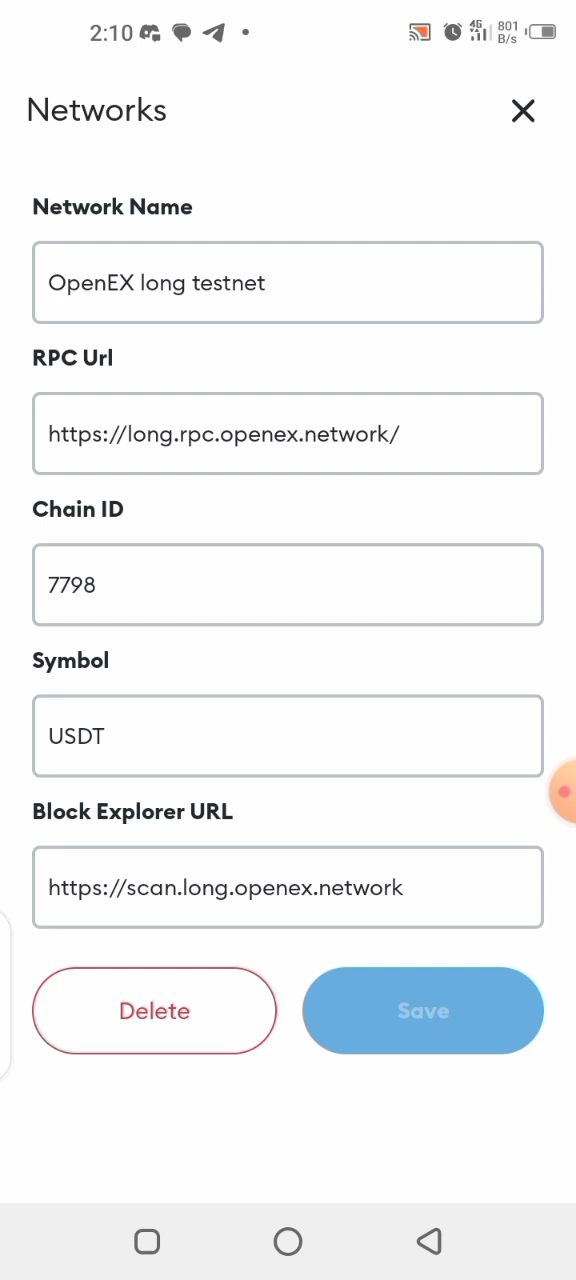 2:10
4G
801
B/s
Networks
Network Name
OpenEX long testnet
RPC Url
https://long.rpc.openex.network/
Chain ID
7798
Symbol
USDT
Block Explorer URL
https://scan.long.openex.network
Delete
Save